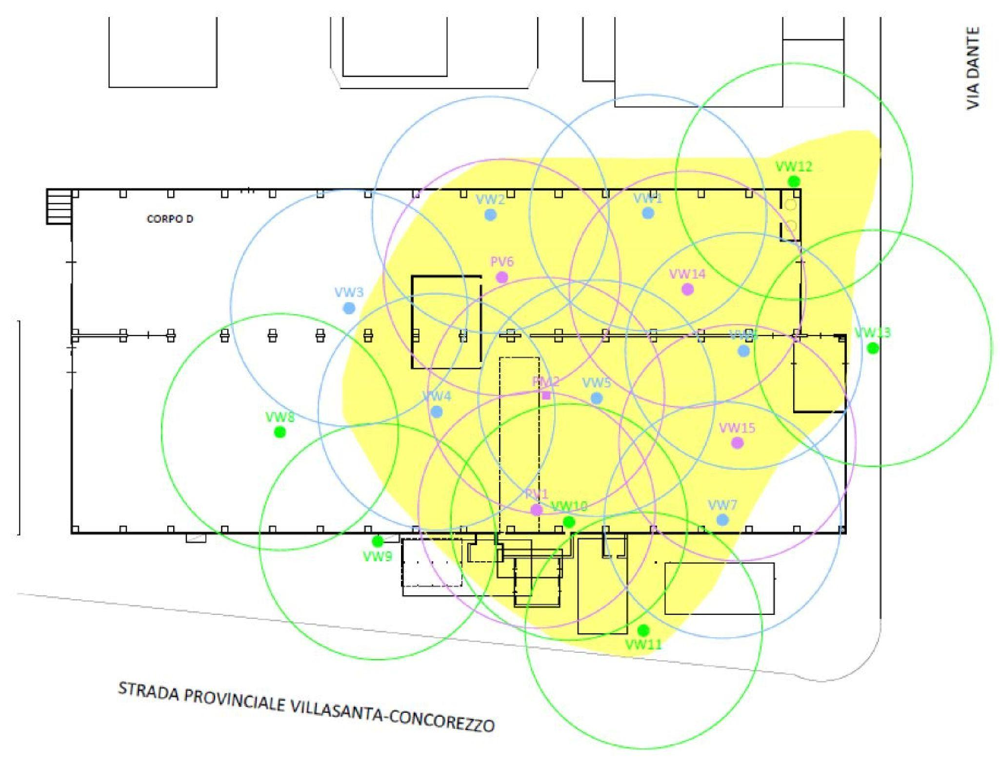 VIA DANTE
VW12
VW2
VW1
CORPO D
PV6
VW14
VW3
VW13
PM2
VW5
VW4
VW8
VW15
PV1
VW10
VW7
VW9
VW11
STRADA PROVINCIALE VILLASANTA-CONCOREZZO